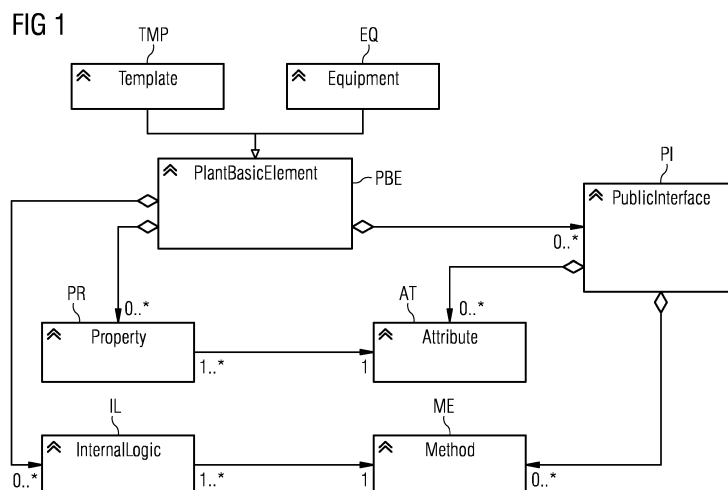 FIG 1
TMP
EQ
Template
Equipment
PlantBasicElement
PBE
PI
PublicInterface
0..*
PR
0..*
AT
0..*
Property
Attribute
1..*
1
IL
ME
InternalLogic
Method
0..*
1..*
1
0..*